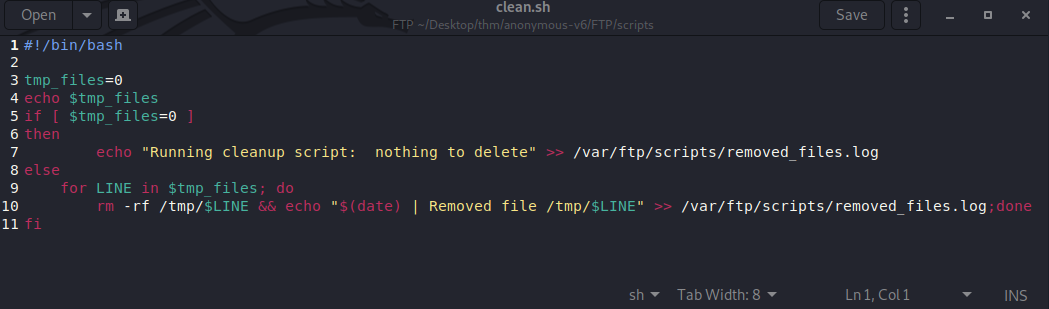 Open
clean.sh
FTP ~/Desktop/thm/anonymous-v6/FTP/scripts
Save
1 #!/bin/bash
2
3 tmp_files=0
4 echo $tmp_files
5 if [ $tmp_files=0 ]
6 then
7         echo "Running cleanup script:  nothing to delete" >> /var/ftp/scripts/removed_files.log
8 else
9     for LINE in $tmp_files; do
10         rm -rf /tmp/$LINE && echo "$(date) | Removed file /tmp/$LINE" >> /var/ftp/scripts/removed_files.log;done
11 fi
sh Tab Width: 8 Ln 1, Col 1 INS